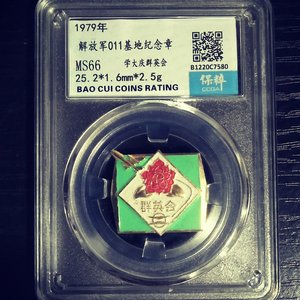 1979年
解放军011基地纪念章
MS66 学大庆群英会
25.2*1.6mm*2.5g
BAO CUI COINS RATING
B1220C7580
保粹
CCGA
群英会